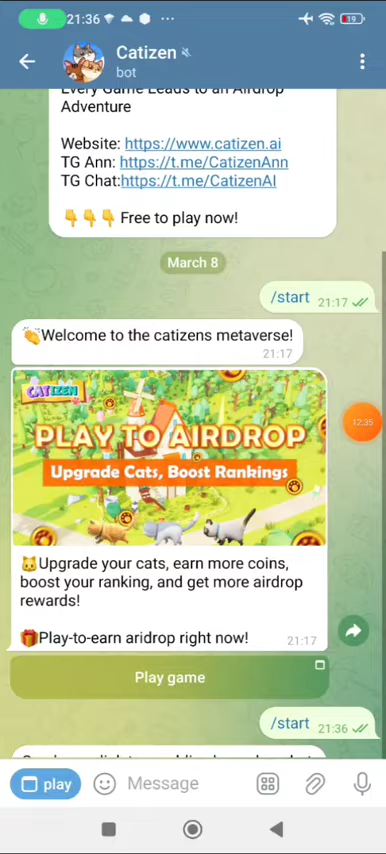 21:36
19
Catizen
bot
Every Game Leads to an Airdrop
Adventure
Website: https://www.catizen.ai
TG Ann: https://t.me/CatizenAnn
TG Chat:https://t.me/CatizenAI
👇👇👇 Free to play now!
March 8
/start 21:17
👏Welcome to the catizens metaverse!
21:17
CATIZEN
PLAY TO AIRDROP
Upgrade Cats, Boost Rankings
12:35
🐱Upgrade your cats, earn more coins,
boost your ranking, and get more airdrop
rewards!
🎁Play-to-earn aridrop right now!
21:17
Play game
/start 21:36
play
Message